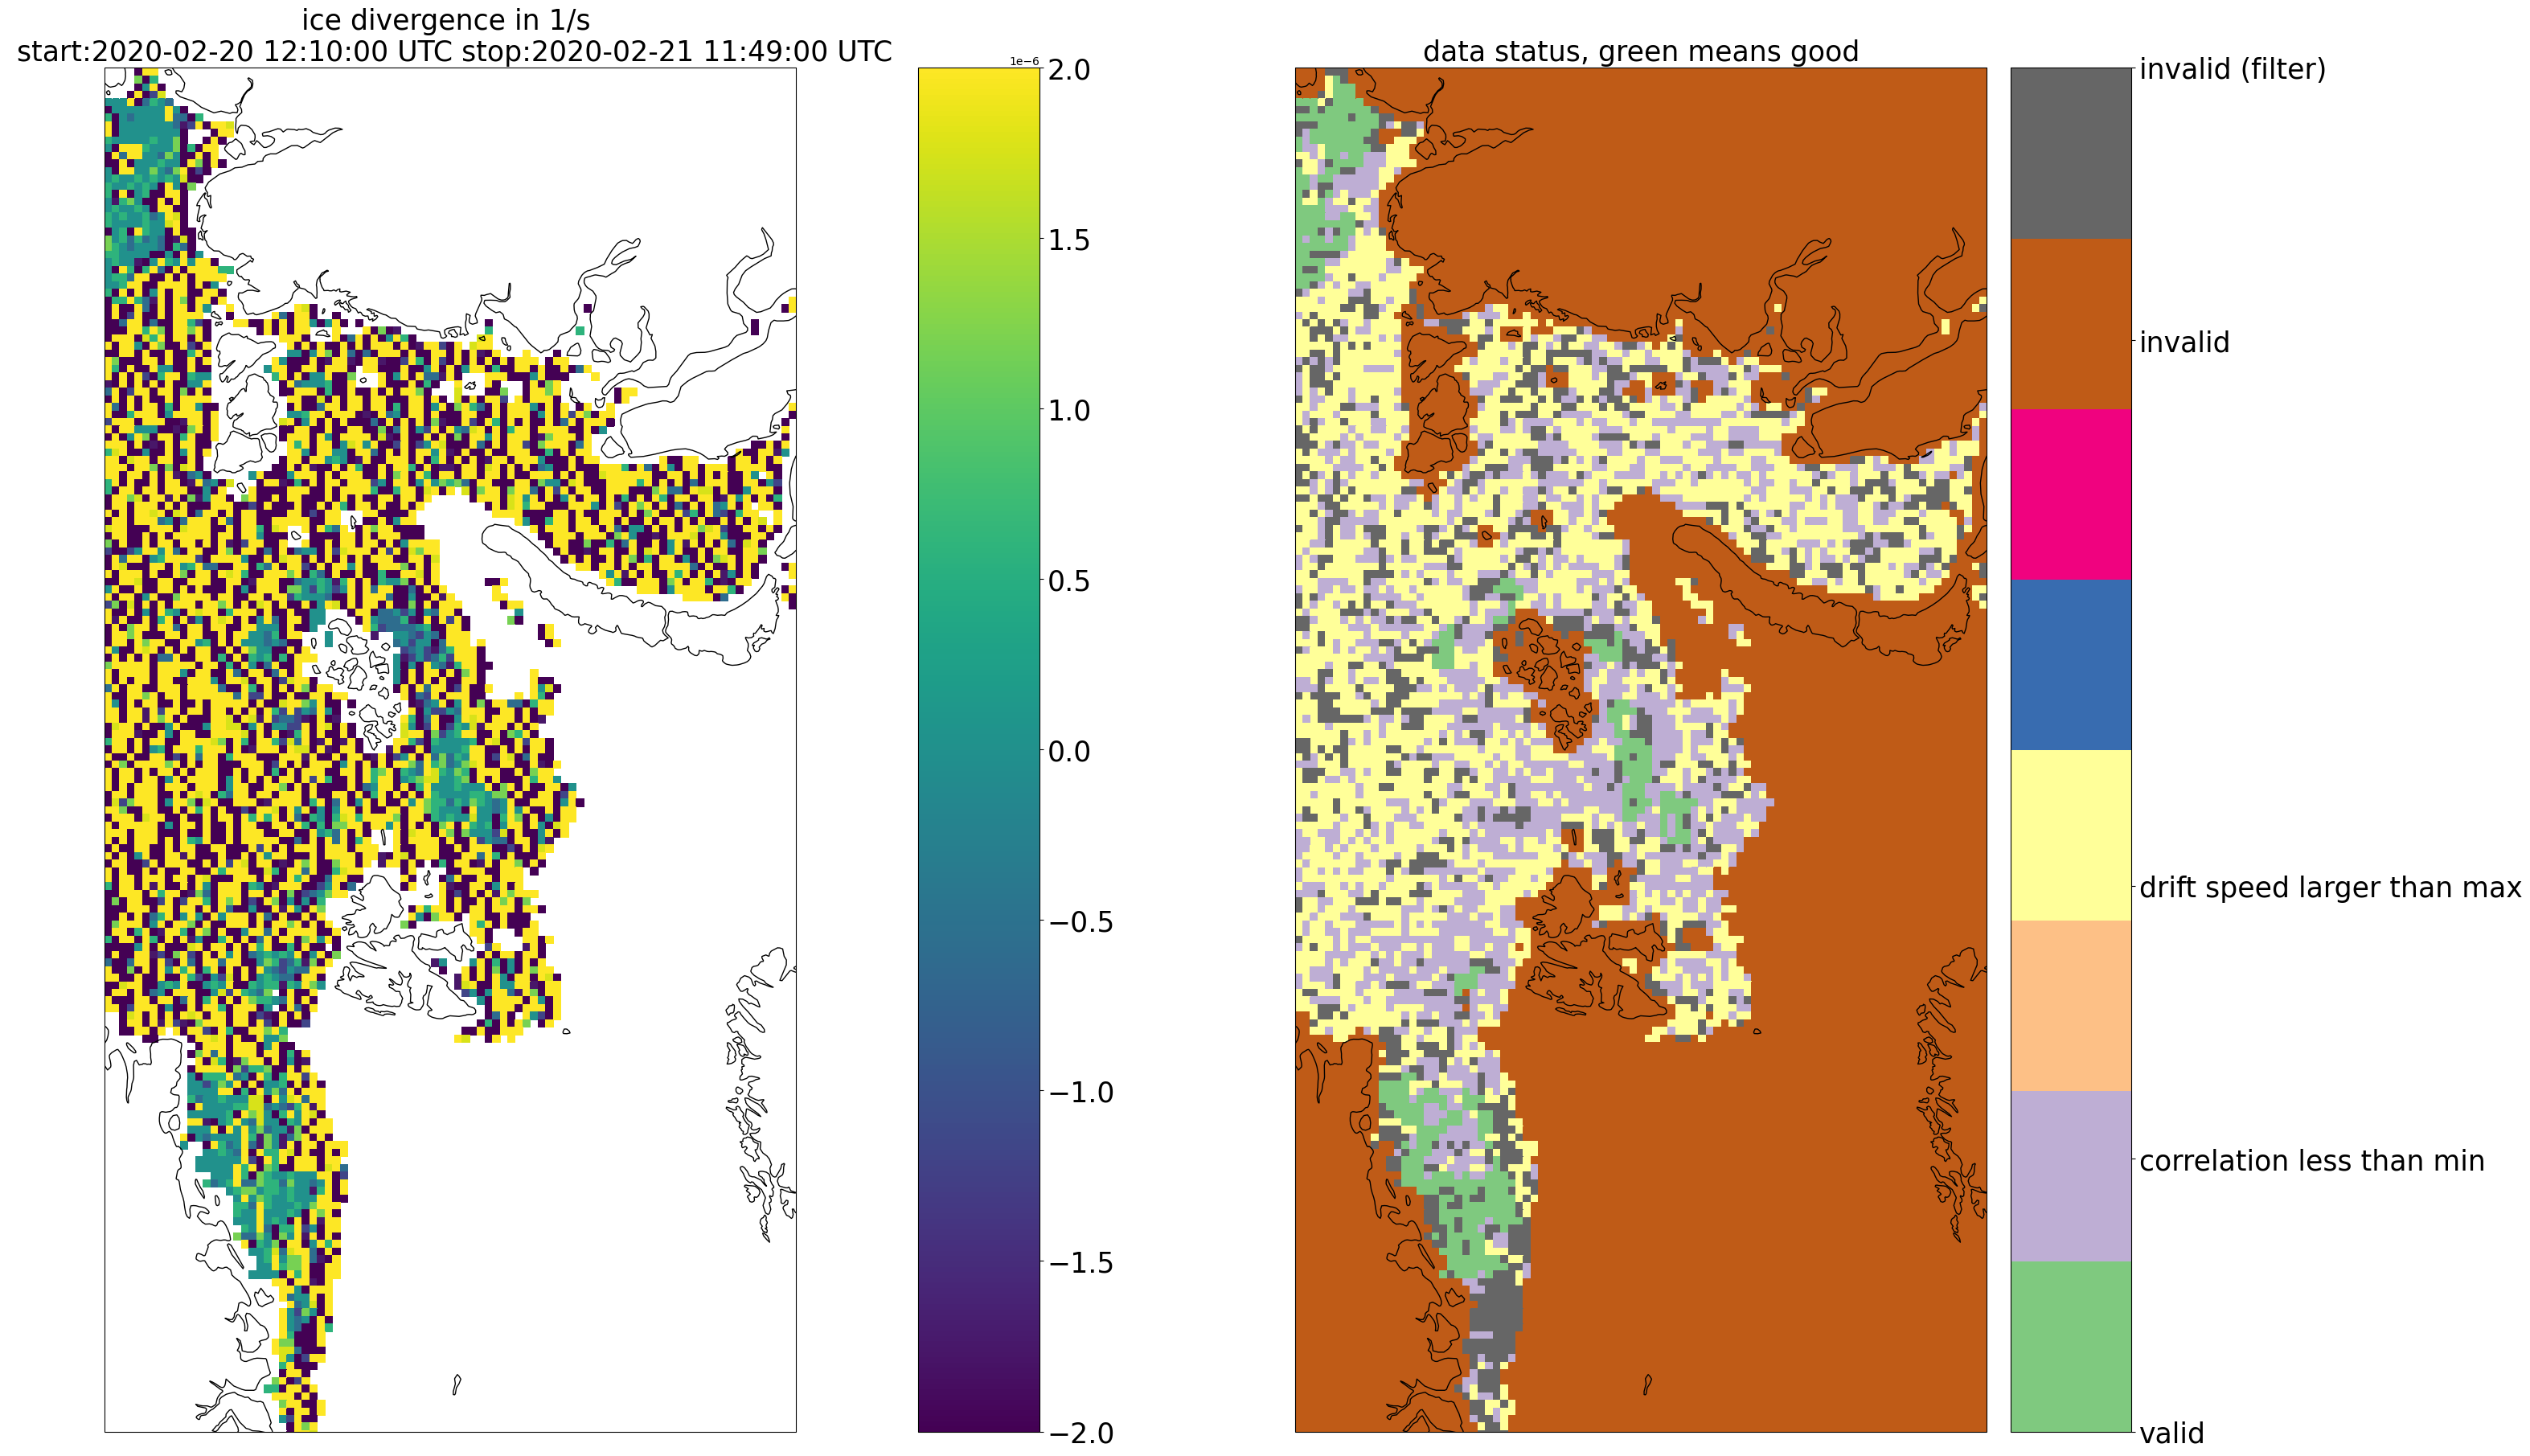 ice divergence in 1/s
start:2020-02-20 12:10:00 UTC stop:2020-02-21 11:49:00 UTC
1e−6
2.0
1.5
1.0
0.5
0.0
−0.5
−1.0
−1.5
−2.0
data status, green means good
invalid (filter)
invalid
drift speed larger than max
correlation less than min
valid